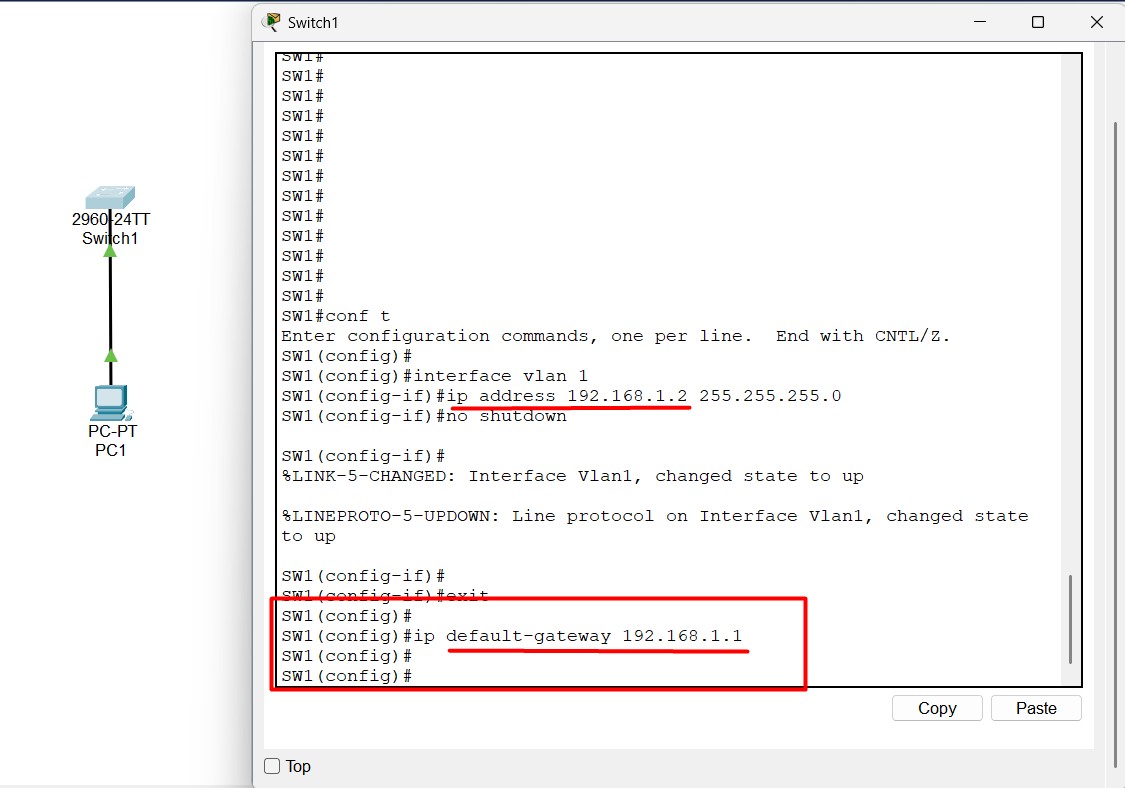 Switch1
SW1#
SW1#
SW1#
SW1#
SW1#
SW1#
SW1#
SW1#
SW1#
SW1#
SW1#
SW1#
SW1#
SW1#conf t
Enter configuration commands, one per line.  End with CNTL/Z.
SW1(config)#
SW1(config)#interface vlan 1
SW1(config-if)#ip address 192.168.1.2 255.255.255.0
SW1(config-if)#no shutdown
SW1(config-if)#
%LINK-5-CHANGED: Interface Vlan1, changed state to up
%LINEPROTO-5-UPDOWN: Line protocol on Interface Vlan1, changed state
to up
SW1(config-if)#
SW1(config-if)#exit
SW1(config)#
SW1(config)#ip default-gateway 192.168.1.1
SW1(config)#
SW1(config)#
Copy
Paste
Top
2960-24TT
Switch1
PC-PT
PC1